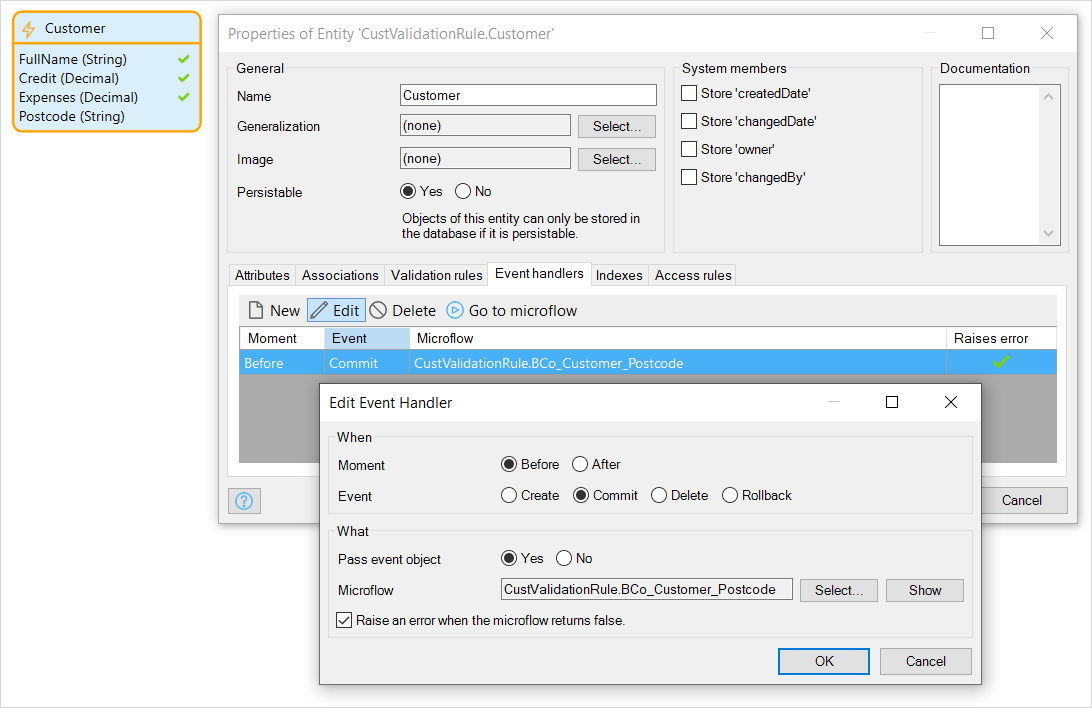 Customer
FullName (String)
Credit (Decimal)
Expenses (Decimal)
Postcode (String)
Properties of Entity 'CustValidationRule.Customer'
General
Name
Customer
Generalization
(none)
Select...
Image
(none)
Select...
Persistable
Yes
No
Objects of this entity can only be stored in
the database if it is persistable.
System members
Store 'createdDate'
Store 'changedDate'
Store 'owner'
Store 'changedBy'
Documentation
Attributes
Associations
Validation rules
Event handlers
Indexes
Access rules
New
Edit
Delete
Go to microflow
Moment
Event
Microflow
Raises error
Before
Commit
CustValidationRule.BCo_Customer_Postcode
?
Cancel
Edit Event Handler
When
Moment
Before
After
Event
Create
Commit
Delete
Rollback
What
Pass event object
Yes
No
Microflow
CustValidationRule.BCo_Customer_Postcode
Select...
Show
Raise an error when the microflow returns false.
OK
Cancel